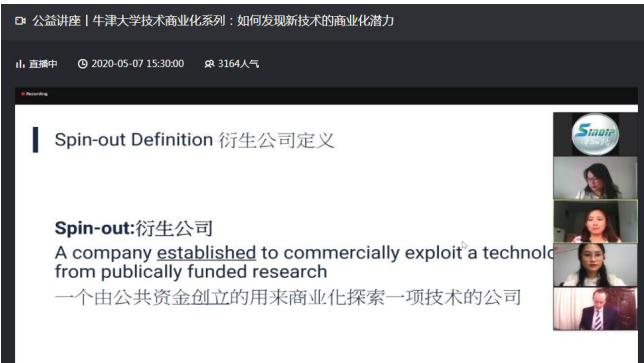 公益讲座丨牛津大学技术商业化系列：如何发现新技术的商业化潜力
直播中 2020-05-07 15:30:00 3164人气
Recording
Spin-out Definition 衍生公司定义
Sinoip
Spin-out:衍生公司
A company established to commercially exploit a technolo
from publically funded research
一个由公共资金创立的用来商业化探索一项技术的公司